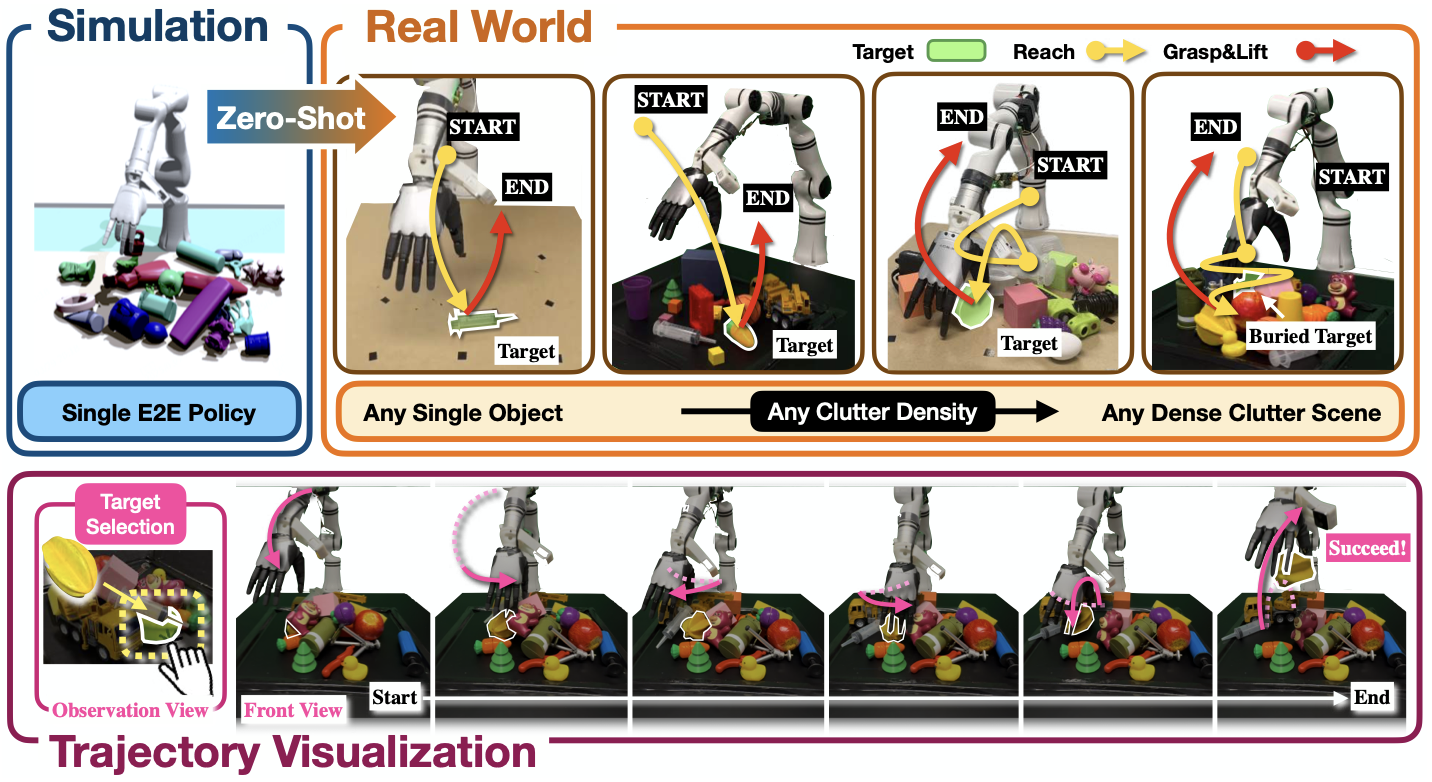 Simulation
Real World
Target
Reach
Grasp&Lift
Zero-Shot
START
END
Target
START
END
Target
END
START
Target
END
START
Buried Target
Single E2E Policy
Any Single Object
Any Clutter Density
Any Dense Clutter Scene
Target
Selection
Observation View
Front View
Start
Succeed!
End
Trajectory Visualization